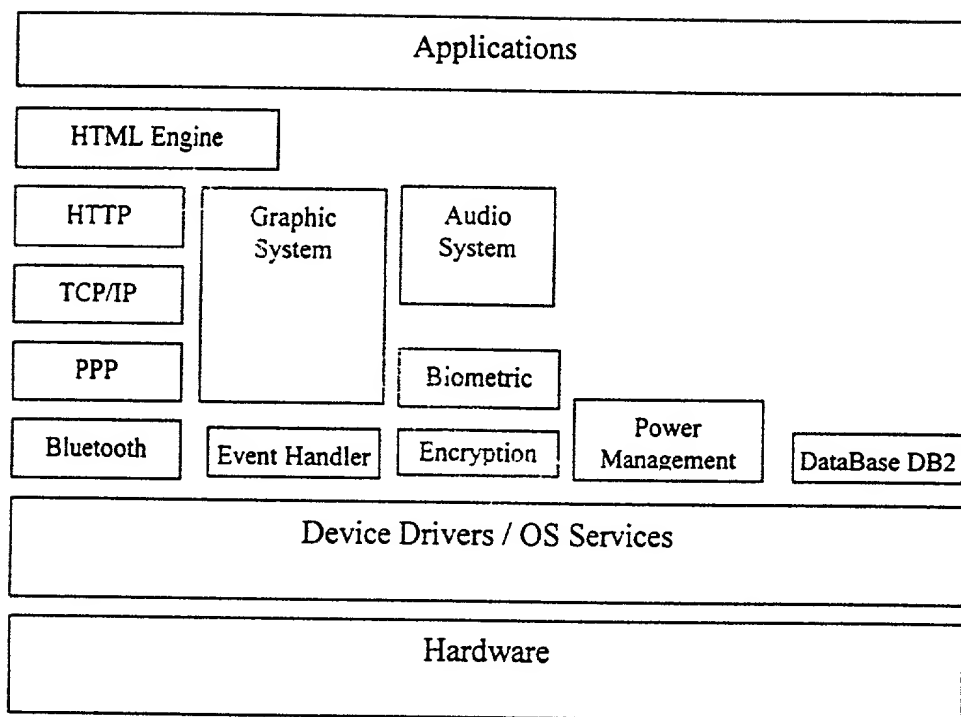 Applications
HTML Engine
HTTP
Graphic
System
Audio
System
TCP/IP
PPP
Biometric
Bluetooth
Event Handler
Encryption
Power
Management
DataBase DB2
Device Drivers / OS Services
Hardware